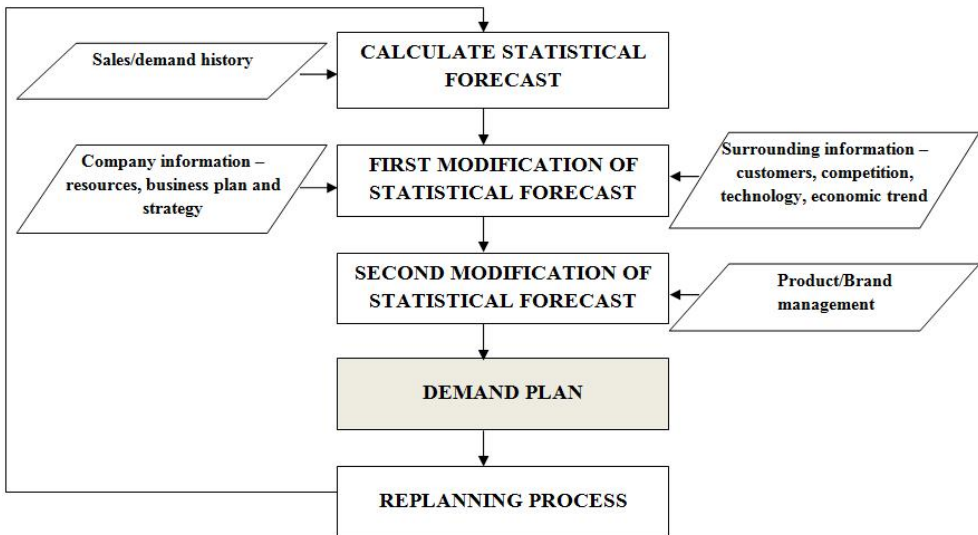 Sales/demand history
CALCULATE STATISTICAL
FORECAST
Company information –
resources, business plan and
strategy
FIRST MODIFICATION OF
STATISTICAL FORECAST
Surrounding information –
customers, competition,
technology, economic trend
SECOND MODIFICATION OF
STATISTICAL FORECAST
Product/Brand
management
DEMAND PLAN
REPLANNING PROCESS